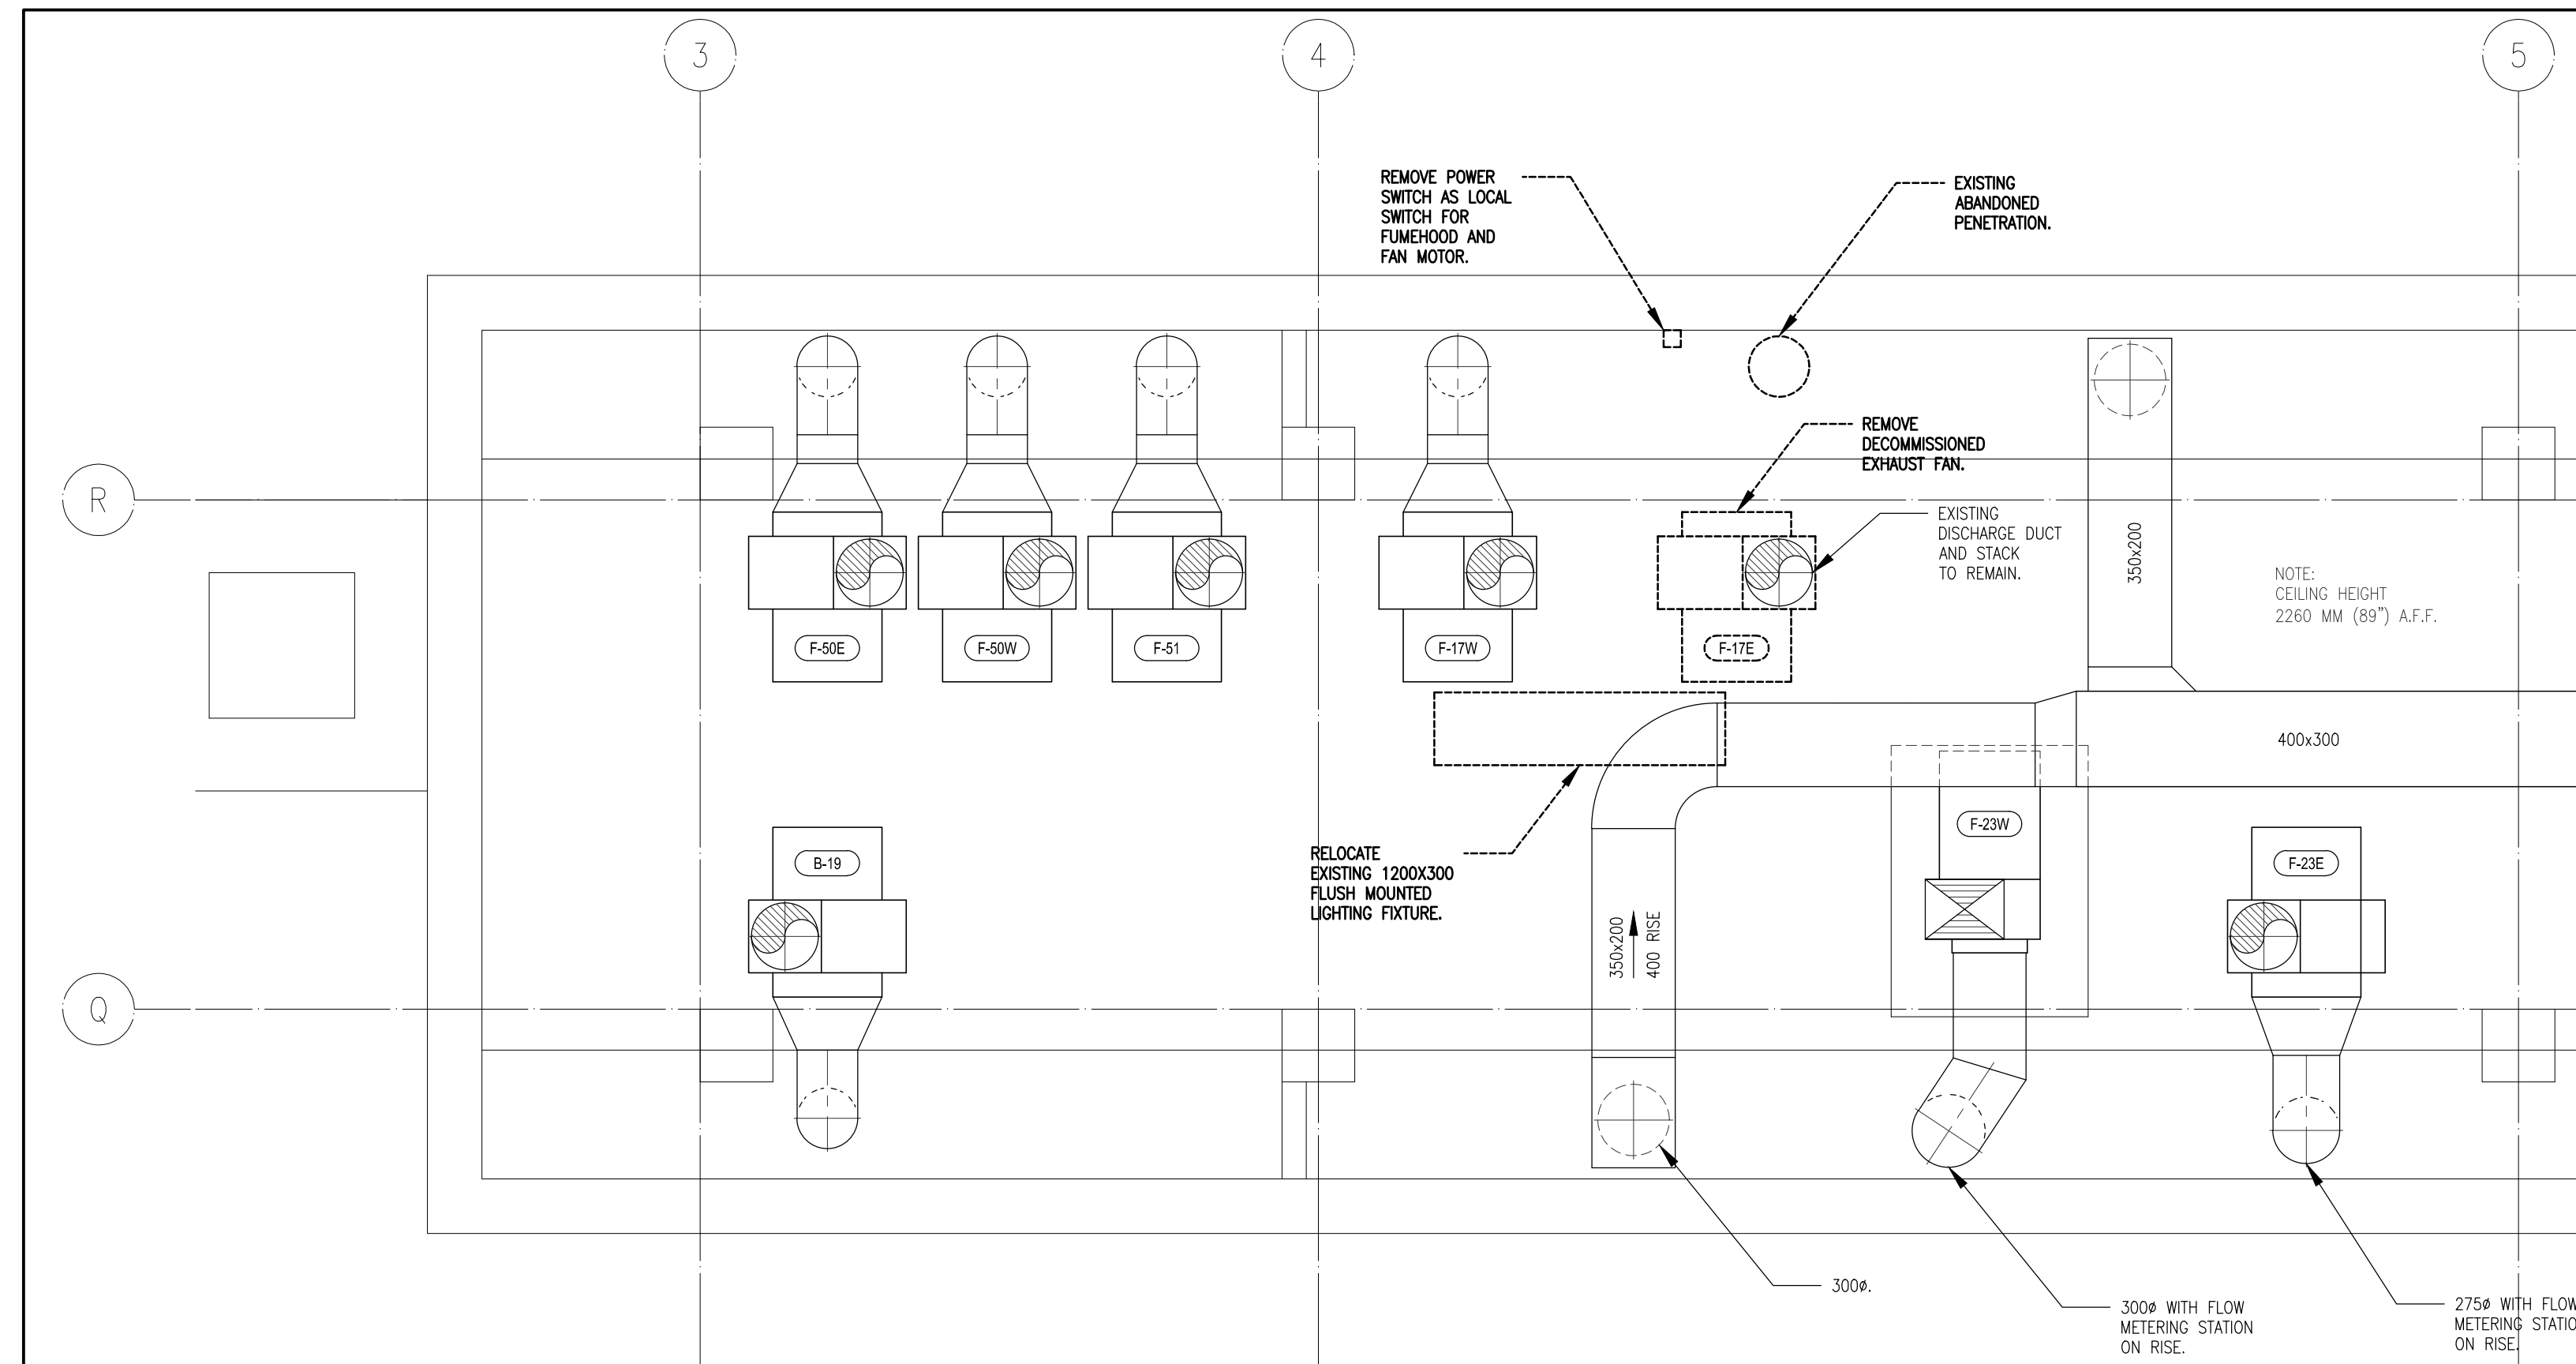 3
4
5
REMOVE POWER
SWITCH AS LOCAL
SWITCH FOR
FUMEHOOD AND
FAN MOTOR.
EXISTING
ABANDONED
PENETRATION.
REMOVE
DECOMMISSIONED
EXHAUST FAN.
R
EXISTING
DISCHARGE DUCT
AND STACK
TO REMAIN.
350x200
NOTE:
CEILING HEIGHT
2260 MM (89") A.F.F.
F-50E
F-50W
F-51
F-17W
F-17E
400x300
F-23W
B-19
F-23E
RELOCATE
EXISTING 1200X300
FLUSH MOUNTED
LIGHTING FIXTURE.
350x200
400 RISE
Q
300ø.
300ø WITH FLOW
METERING STATION
ON RISE.
275ø WITH FLOW
METERING STATIO
ON RISE.